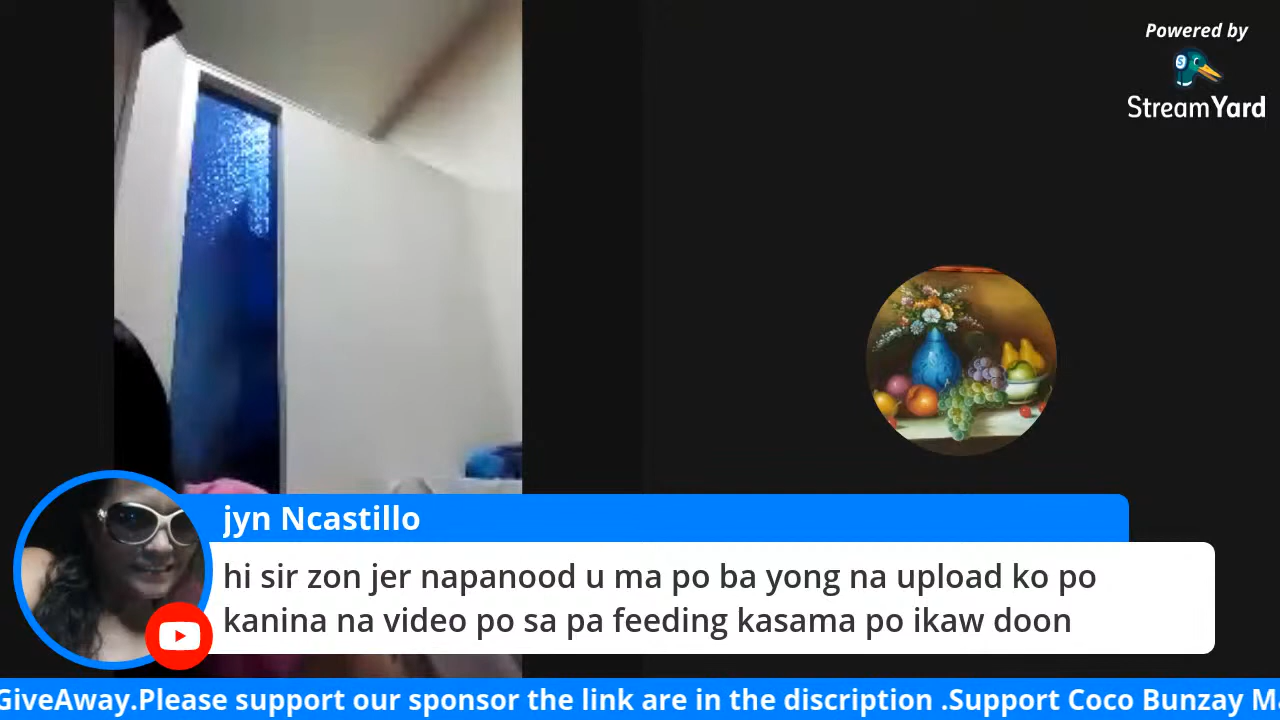 Powered by
StreamYard
jyn Ncastillo
hi sir zon jer napanood u ma po ba yong na upload ko po
kanina na video po sa pa feeding kasama po ikaw doon
GiveAway.Please support our sponsor the link are in the discription .Support Coco Bunzay